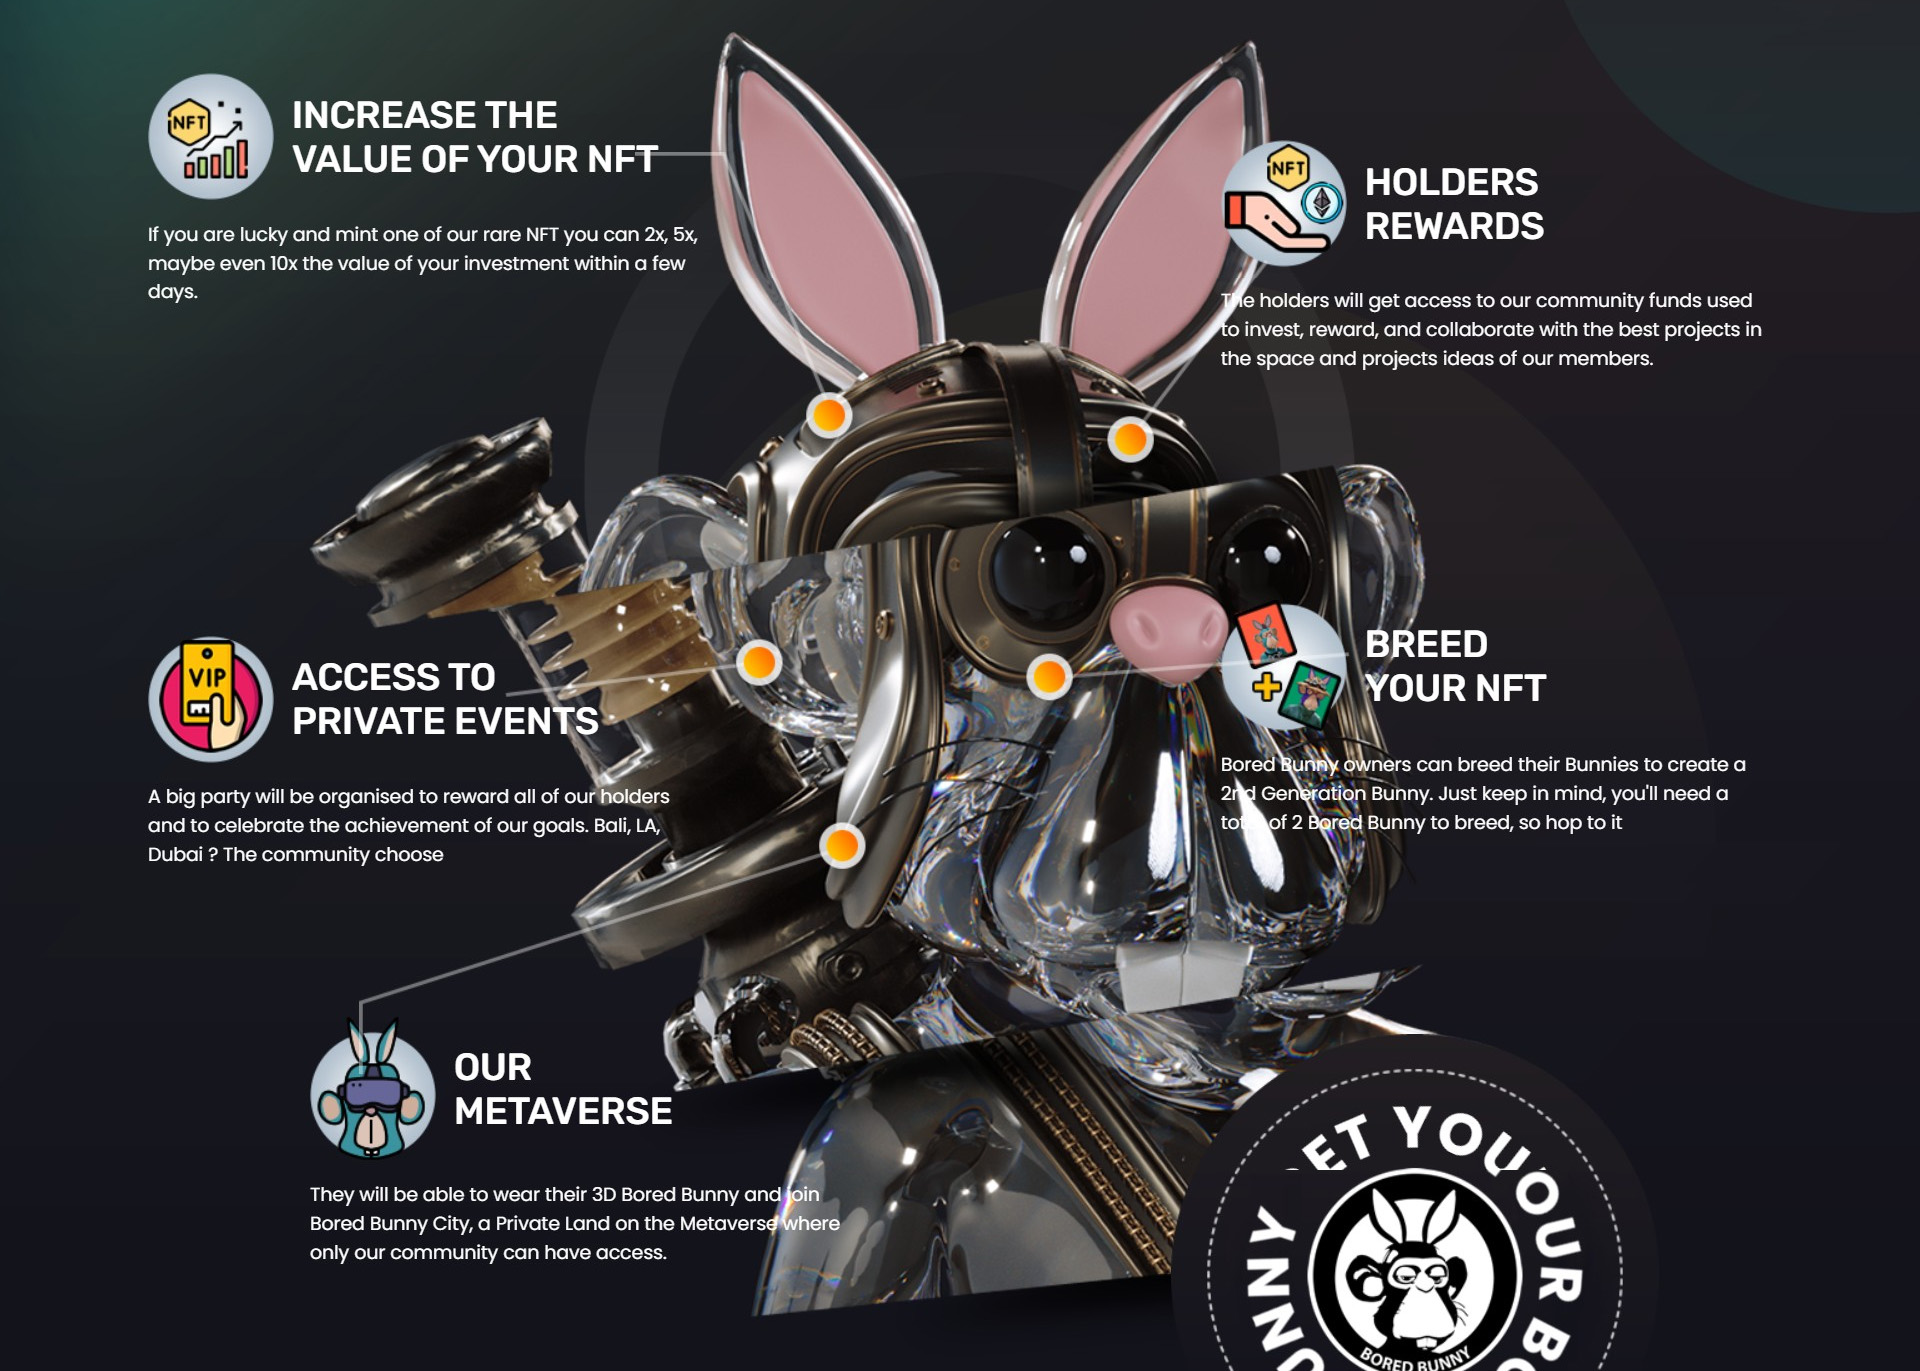 NFT
INCREASE THE
VALUE OF YOUR NFT
If you are lucky and mint one of our rare NFT you can 2x, 5x,
maybe even 10x the value of your investment within a few
days.
NFT
HOLDERS
REWARDS
The holders will get access to our community funds used
to invest, reward, and collaborate with the best projects in
the space and projects ideas of our members.
VIP
ACCESS TO
PRIVATE EVENTS
A big party will be organised to reward all of our holders
and to celebrate the achievement of our goals. Bali, LA,
Dubai ? The community choose
BREED
YOUR NFT
Bored Bunny owners can breed their Bunnies to create a
2nd Generation Bunny. Just keep in mind, you'll need a
total of 2 Bored Bunny to breed, so hop to it
OUR
METAVERSE
They will be able to wear their 3D Bored Bunny and join
Bored Bunny City, a Private Land on the Metaverse where
only our community can have access.
BORED BUNNY